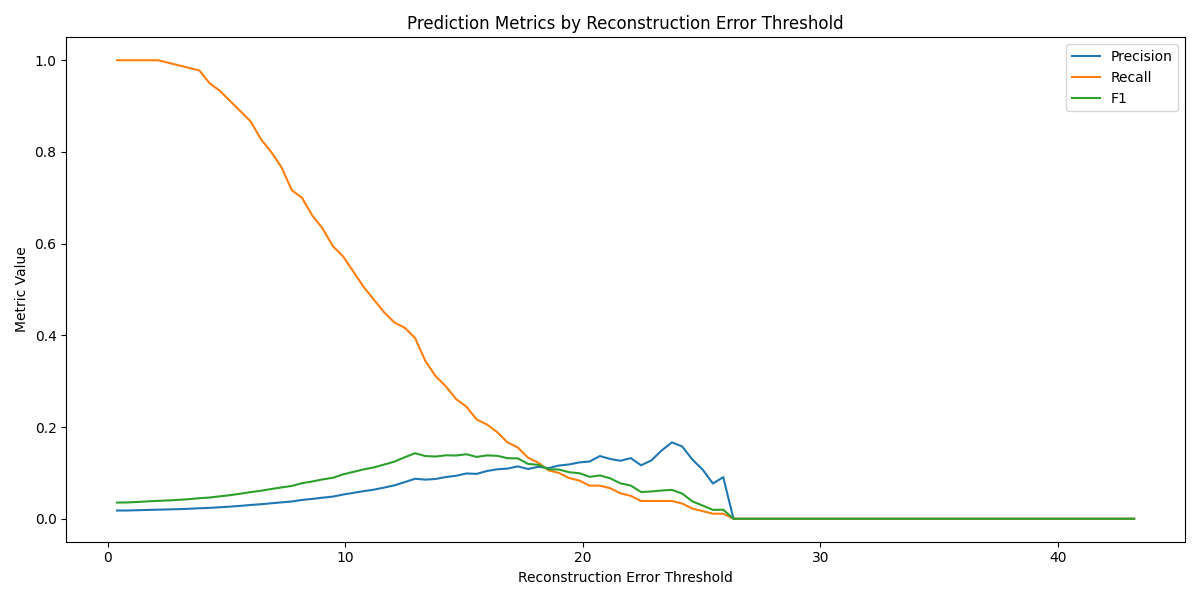 Prediction Metrics by Reconstruction Error Threshold
Precision
Recall
F1
Metric Value
1.0
0.8
0.6
0.4
0.2
0.0
0 10 20 30 40
Reconstruction Error Threshold